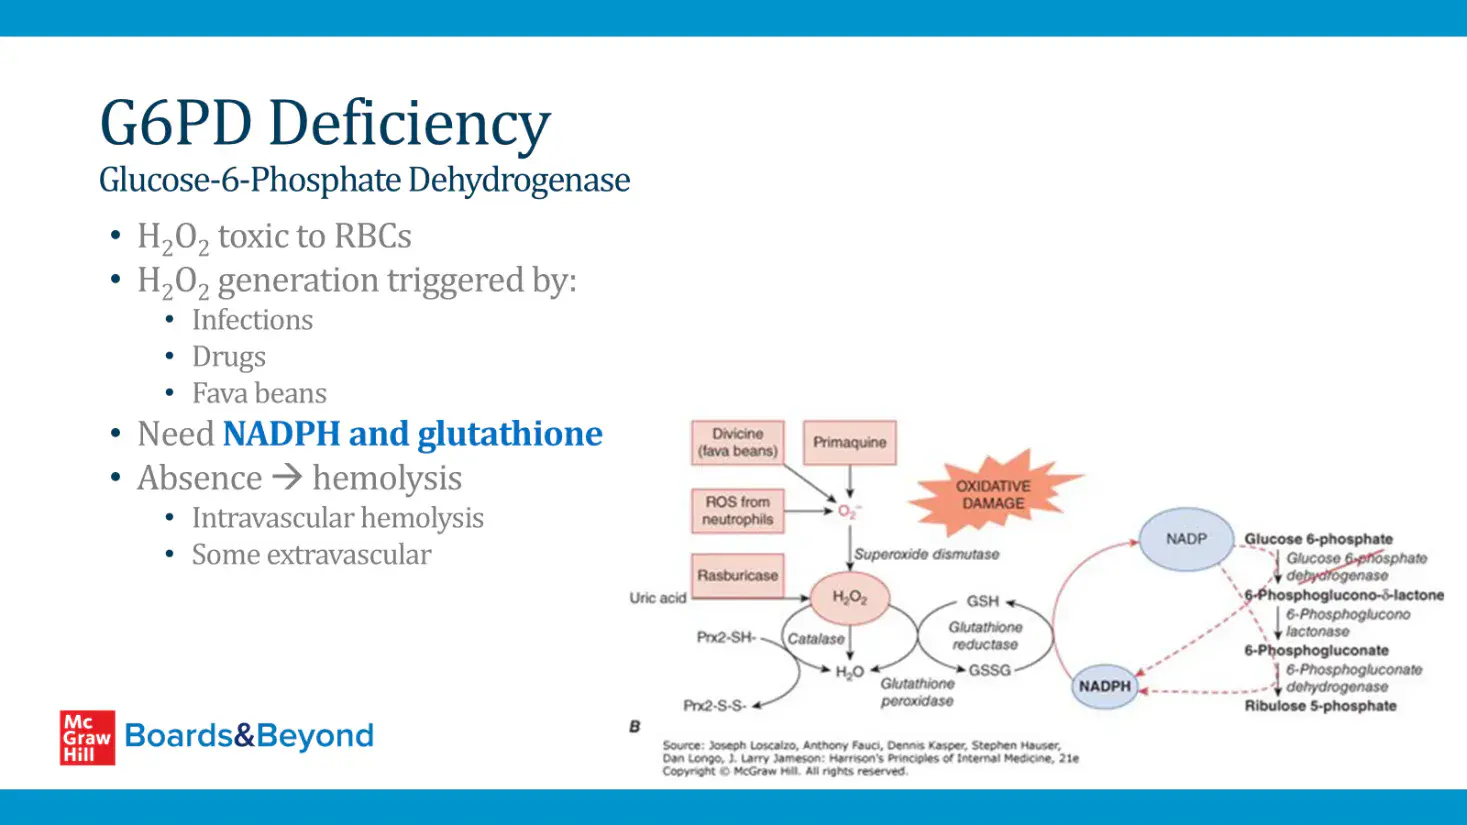 G6PD Deficiency
Glucose-6-Phosphate Dehydrogenase
• H₂O₂ toxic to RBCs
• H₂O₂ generation triggered by:
• Infections
• Drugs
• Fava beans
• Need NADPH and glutathione
• Absence → hemolysis
• Intravascular hemolysis
• Some extravascular
Divicine
(fava beans)
Primaquine
ROS from
neutrophils
O₂⁻
OXIDATIVE
DAMAGE
Superoxide dismutase
Rasburicase
Uric acid
H₂O₂
Prx2-SH-
Catalase
H₂O
Prx2-S-S-
GSH
Glutathione
reductase
GSSG
Glutathione
peroxidase
NADP
NADPH
Glucose 6-phosphate
Glucose 6-phosphate
dehydrogenase
6-Phosphoglucono-δ-lactone
6-Phosphoglucono
lactonase
6-Phosphogluconate
6-Phosphogluconate
dehydrogenase
Ribulose 5-phosphate
B
Source: Joseph Loscalzo, Anthony Fauci, Dennis Kasper, Stephen Hauser,
Dan Longo, J. Larry Jameson: Harrison's Principles of Internal Medicine, 21e
Copyright © McGraw Hill. All rights reserved.
Mc
Graw
Hill
Boards&Beyond